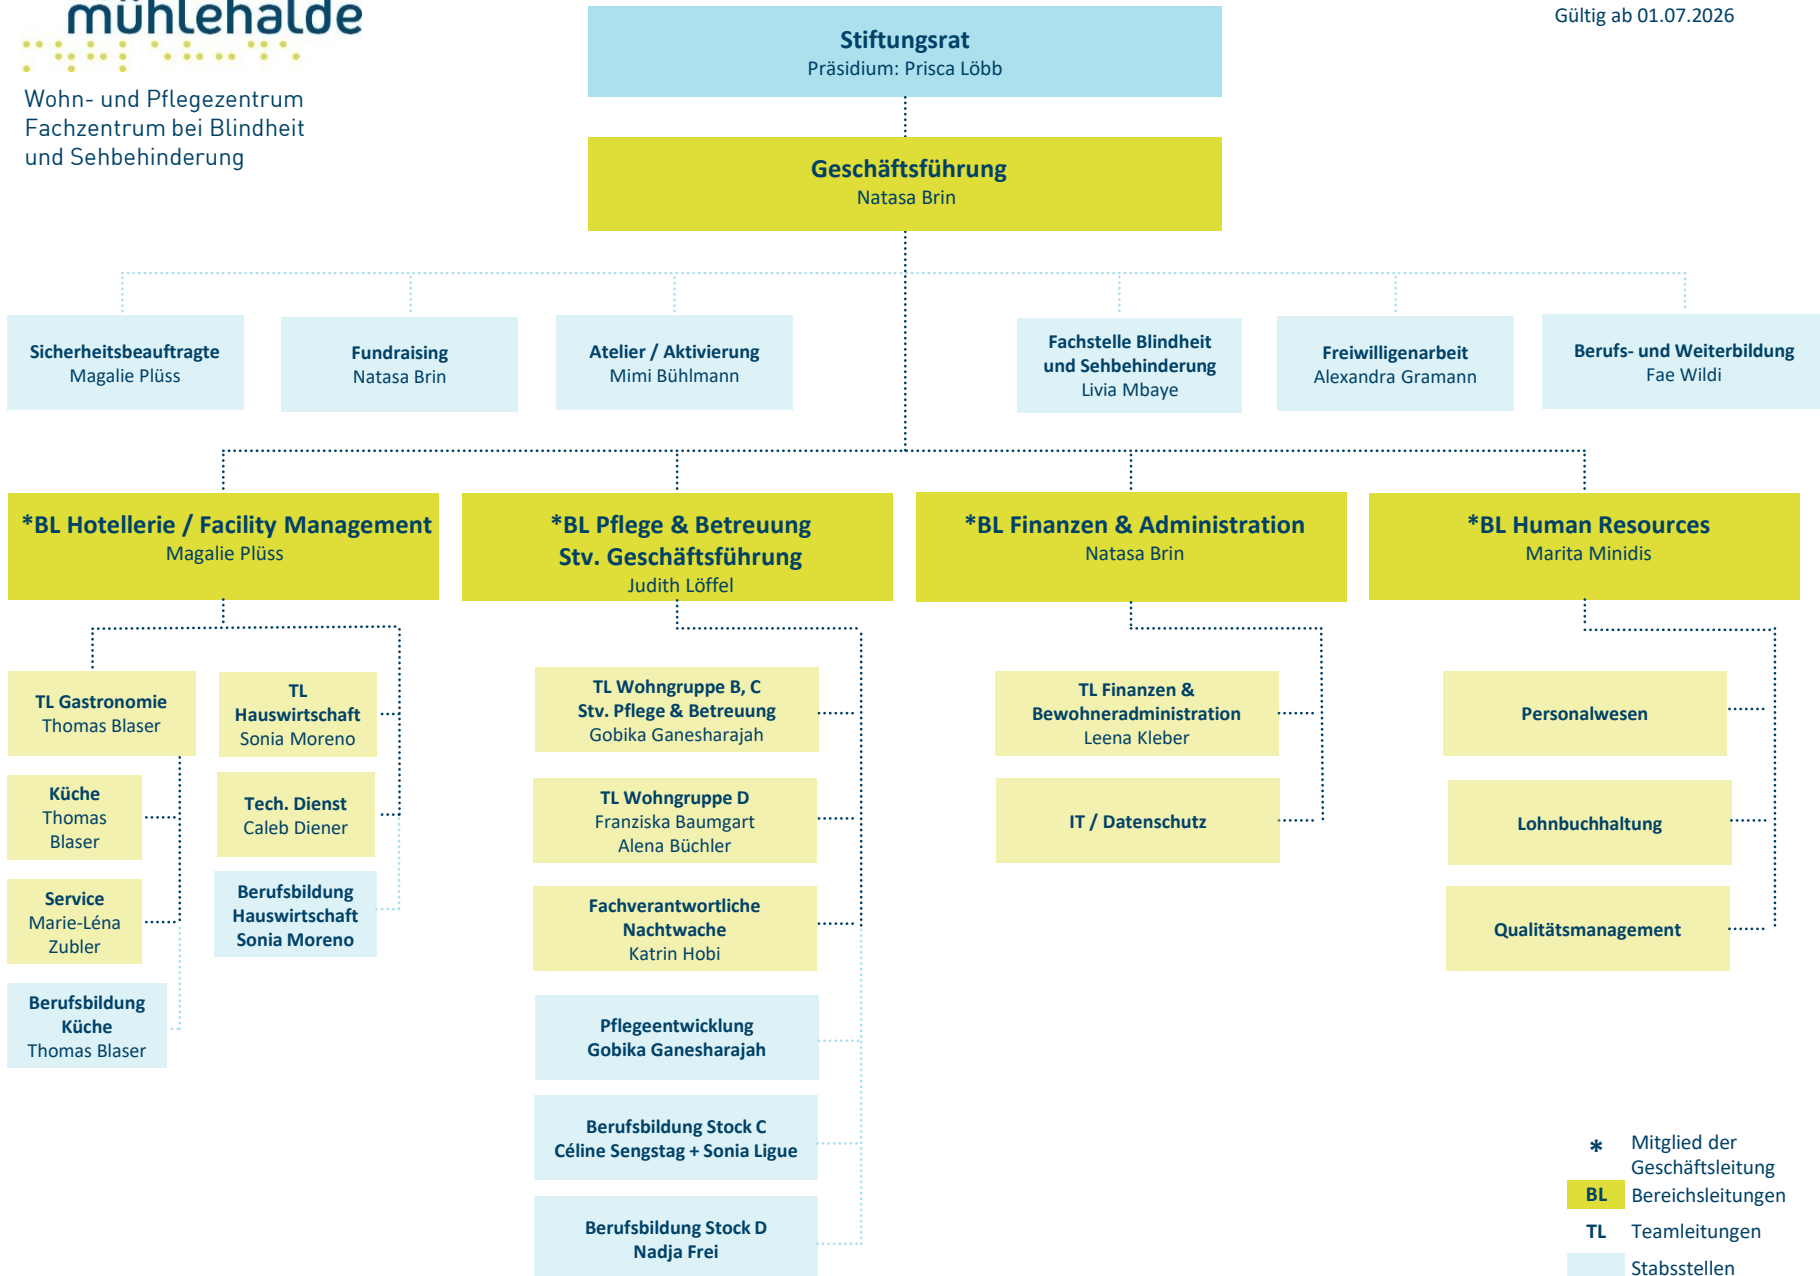 mühlehalde
Wohn- und Pflegezentrum
Fachzentrum bei Blindheit
und Sehbehinderung
Gültig ab 01.07.2026
Stiftungsrat
Präsidium: Prisca Löbb
Geschäftsführung
Natasa Brin
Sicherheitsbeauftragte
Magalie Plüss
Fundraising
Natasa Brin
Atelier / Aktivierung
Mimi Bühlmann
Fachstelle Blindheit
und Sehbehinderung
Livia Mbaye
Freiwilligenarbeit
Alexandra Gramann
Berufs- und Weiterbildung
Fae Wildi
*BL Hotellerie / Facility Management
Magalie Plüss
*BL Pflege & Betreuung
Stv. Geschäftsführung
Judith Löffel
*BL Finanzen & Administration
Natasa Brin
*BL Human Resources
Marita Minidis
TL Gastronomie
Thomas Blaser
Küche
Thomas
Blaser
Service
Marie-Léna
Zubler
Berufsbildung
Küche
Thomas Blaser
TL
Hauswirtschaft
Sonia Moreno
Tech. Dienst
Caleb Diener
Berufsbildung
Hauswirtschaft
Sonia Moreno
TL Wohngruppe B, C
Stv. Pflege & Betreuung
Gobika Ganesharajah
TL Wohngruppe D
Franziska Baumgart
Alena Büchler
Fachverantwortliche
Nachtwache
Katrin Hobi
Pflegeentwicklung
Gobika Ganesharajah
Berufsbildung Stock C
Céline Sengstag + Sonia Ligue
Berufsbildung Stock D
Nadja Frei
TL Finanzen &
Bewohneradministration
Leena Kleber
IT / Datenschutz
Personalwesen
Lohnbuchhaltung
Qualitätsmanagement
* Mitglied der
Geschäftsleitung
BL Bereichsleitungen
TL Teamleitungen
Stabsstellen